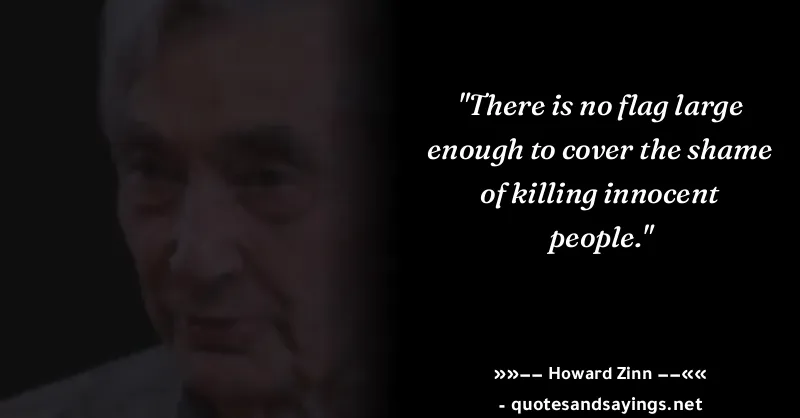 "There is no flag large
enough to cover the shame
of killing innocent
people."
»»—— Howard Zinn ——««
- quotesandsayings.net